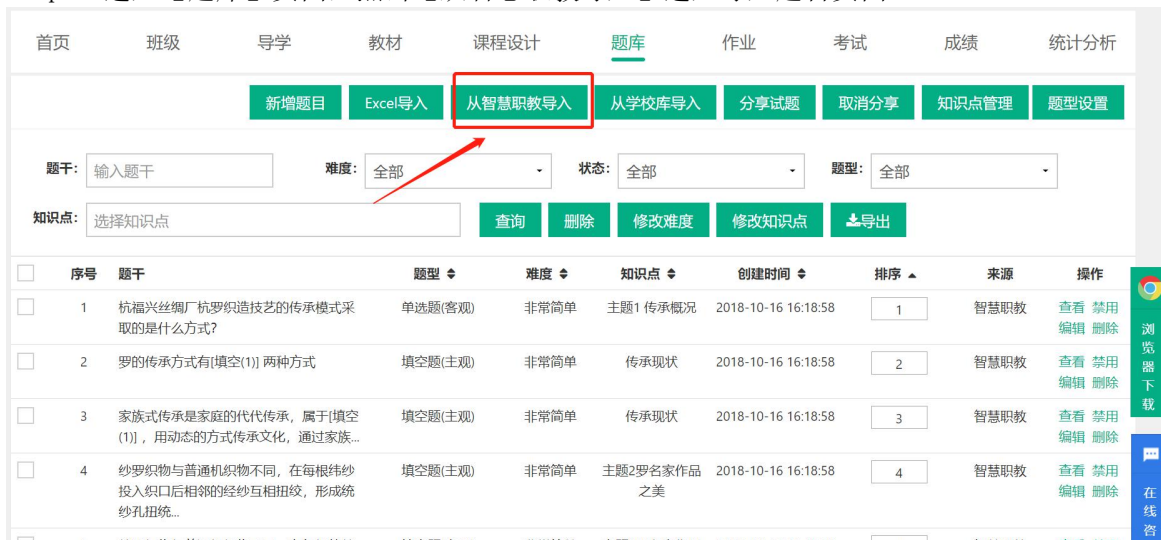 首页 班级 导学 教材 课程设计 题库 作业 考试 成绩 统计分析
新增题目 Excel导入 从智慧职教导入 从学校库导入 分享试题 取消分享 知识点管理 题型设置
题干: 输入题干 难度: 全部 状态: 全部 题型: 全部
知识点: 选择知识点 查询 删除 修改难度 修改知识点 导出
序号 题干 题型 难度 知识点 创建时间 排序 来源 操作
1 杭福兴丝绸厂杭罗织造技艺的传承模式采 单选题(客观) 非常简单 主题1 传承概况 2018-10-16 16:18:58 1 智慧职教 查看 禁用
取的是什么方式? 编辑 删除
2 罗的传承方式有[填空(1)] 两种方式 填空题(主观) 非常简单 传承现状 2018-10-16 16:18:58 2 智慧职教 查看 禁用
编辑 删除
3 家族式传承是家庭的代代传承，属于[填空 填空题(主观) 非常简单 传承现状 2018-10-16 16:18:58 3 智慧职教 查看 禁用
(1)] ，用动态的方式传承文化，通过家族... 编辑 删除
4 纱罗织物与普通机织物不同，在每根纬纱 填空题(主观) 非常简单 主题2罗名家作品 2018-10-16 16:18:58 4 智慧职教 查看 禁用
投入织口后相邻的经纱互相扭绞，形成统 之美 编辑 删除
纱孔扭统...
浏览器下载
在线咨